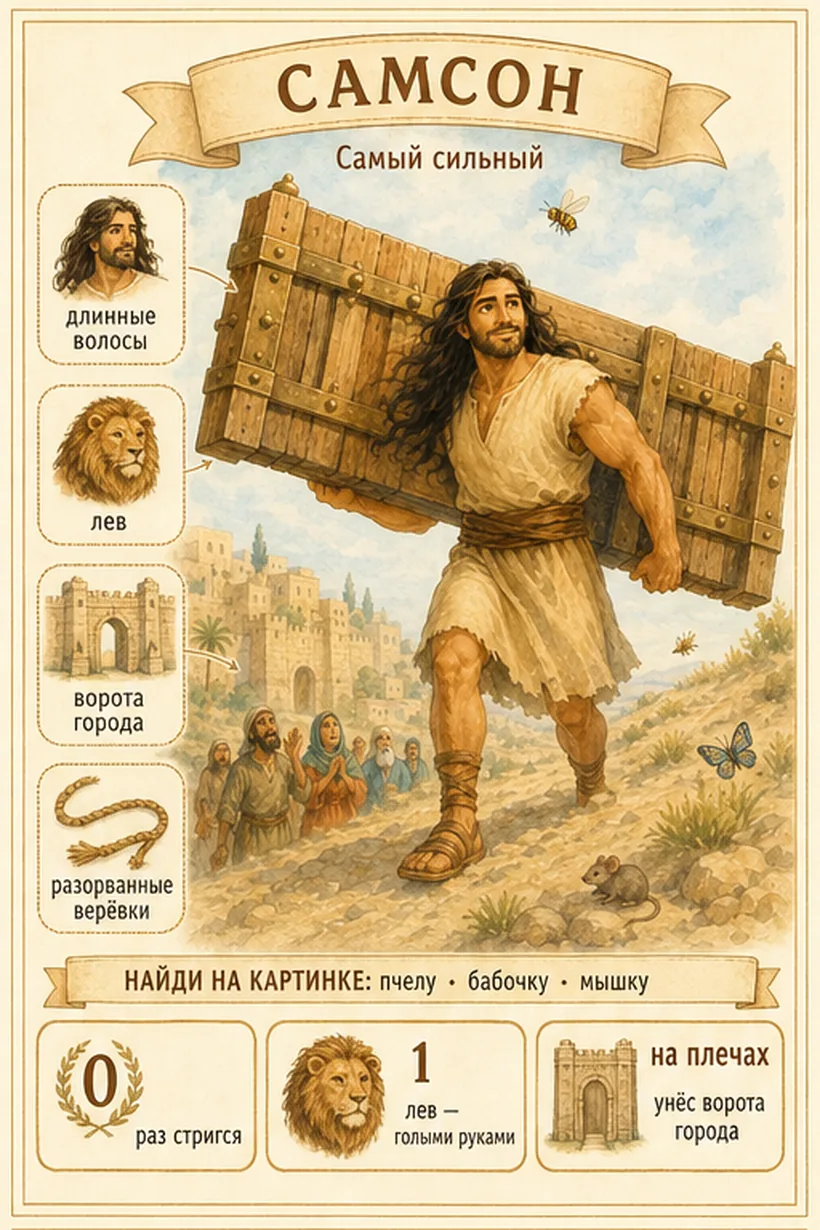 САМСОН
Самый сильный
длинные
волосы
лев
ворота
города
разорванные
верёвки
НАЙДИ НА КАРТИНКЕ: пчелу • бабочку • мышку
0
раз стригся
1
лев —
голыми руками
на плечах
унёс ворота
города